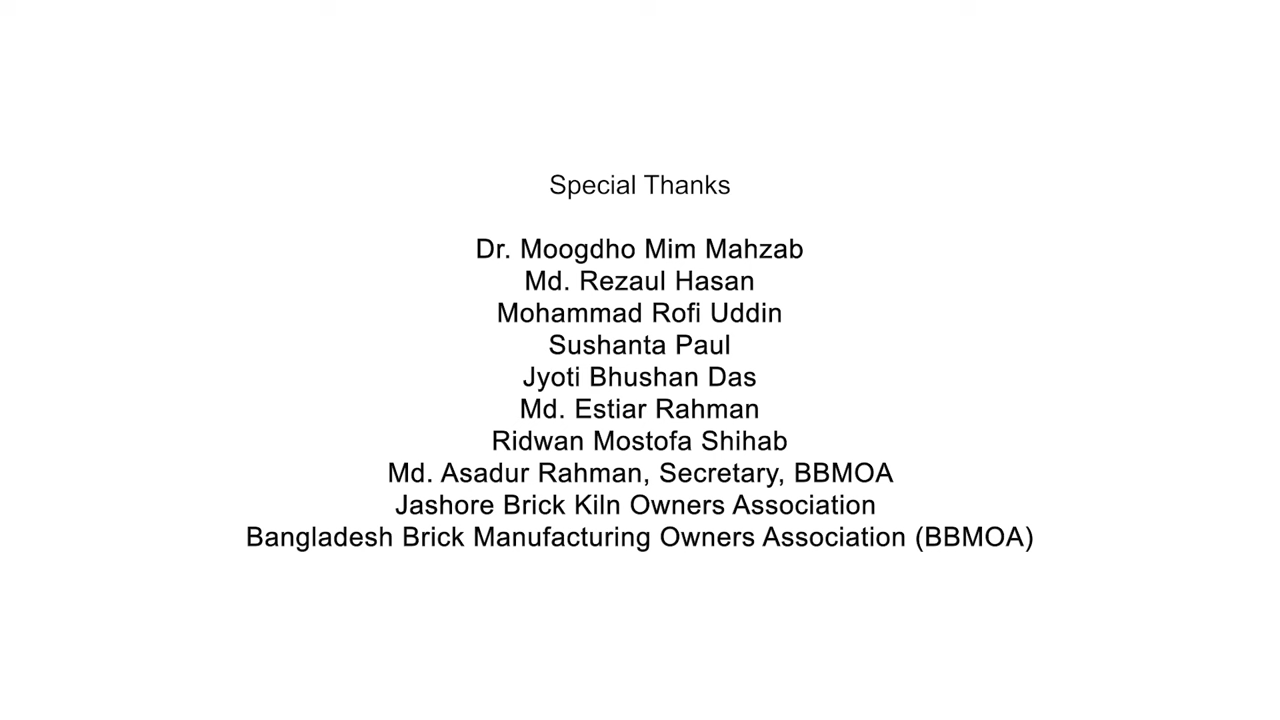 Special Thanks
Dr. Moogdho Mim Mahzab
Md. Rezaul Hasan
Mohammad Rofi Uddin
Sushanta Paul
Jyoti Bhushan Das
Md. Estiar Rahman
Ridwan Mostofa Shihab
Md. Asadur Rahman, Secretary, BBMOA
Jashore Brick Kiln Owners Association
Bangladesh Brick Manufacturing Owners Association (BBMOA)